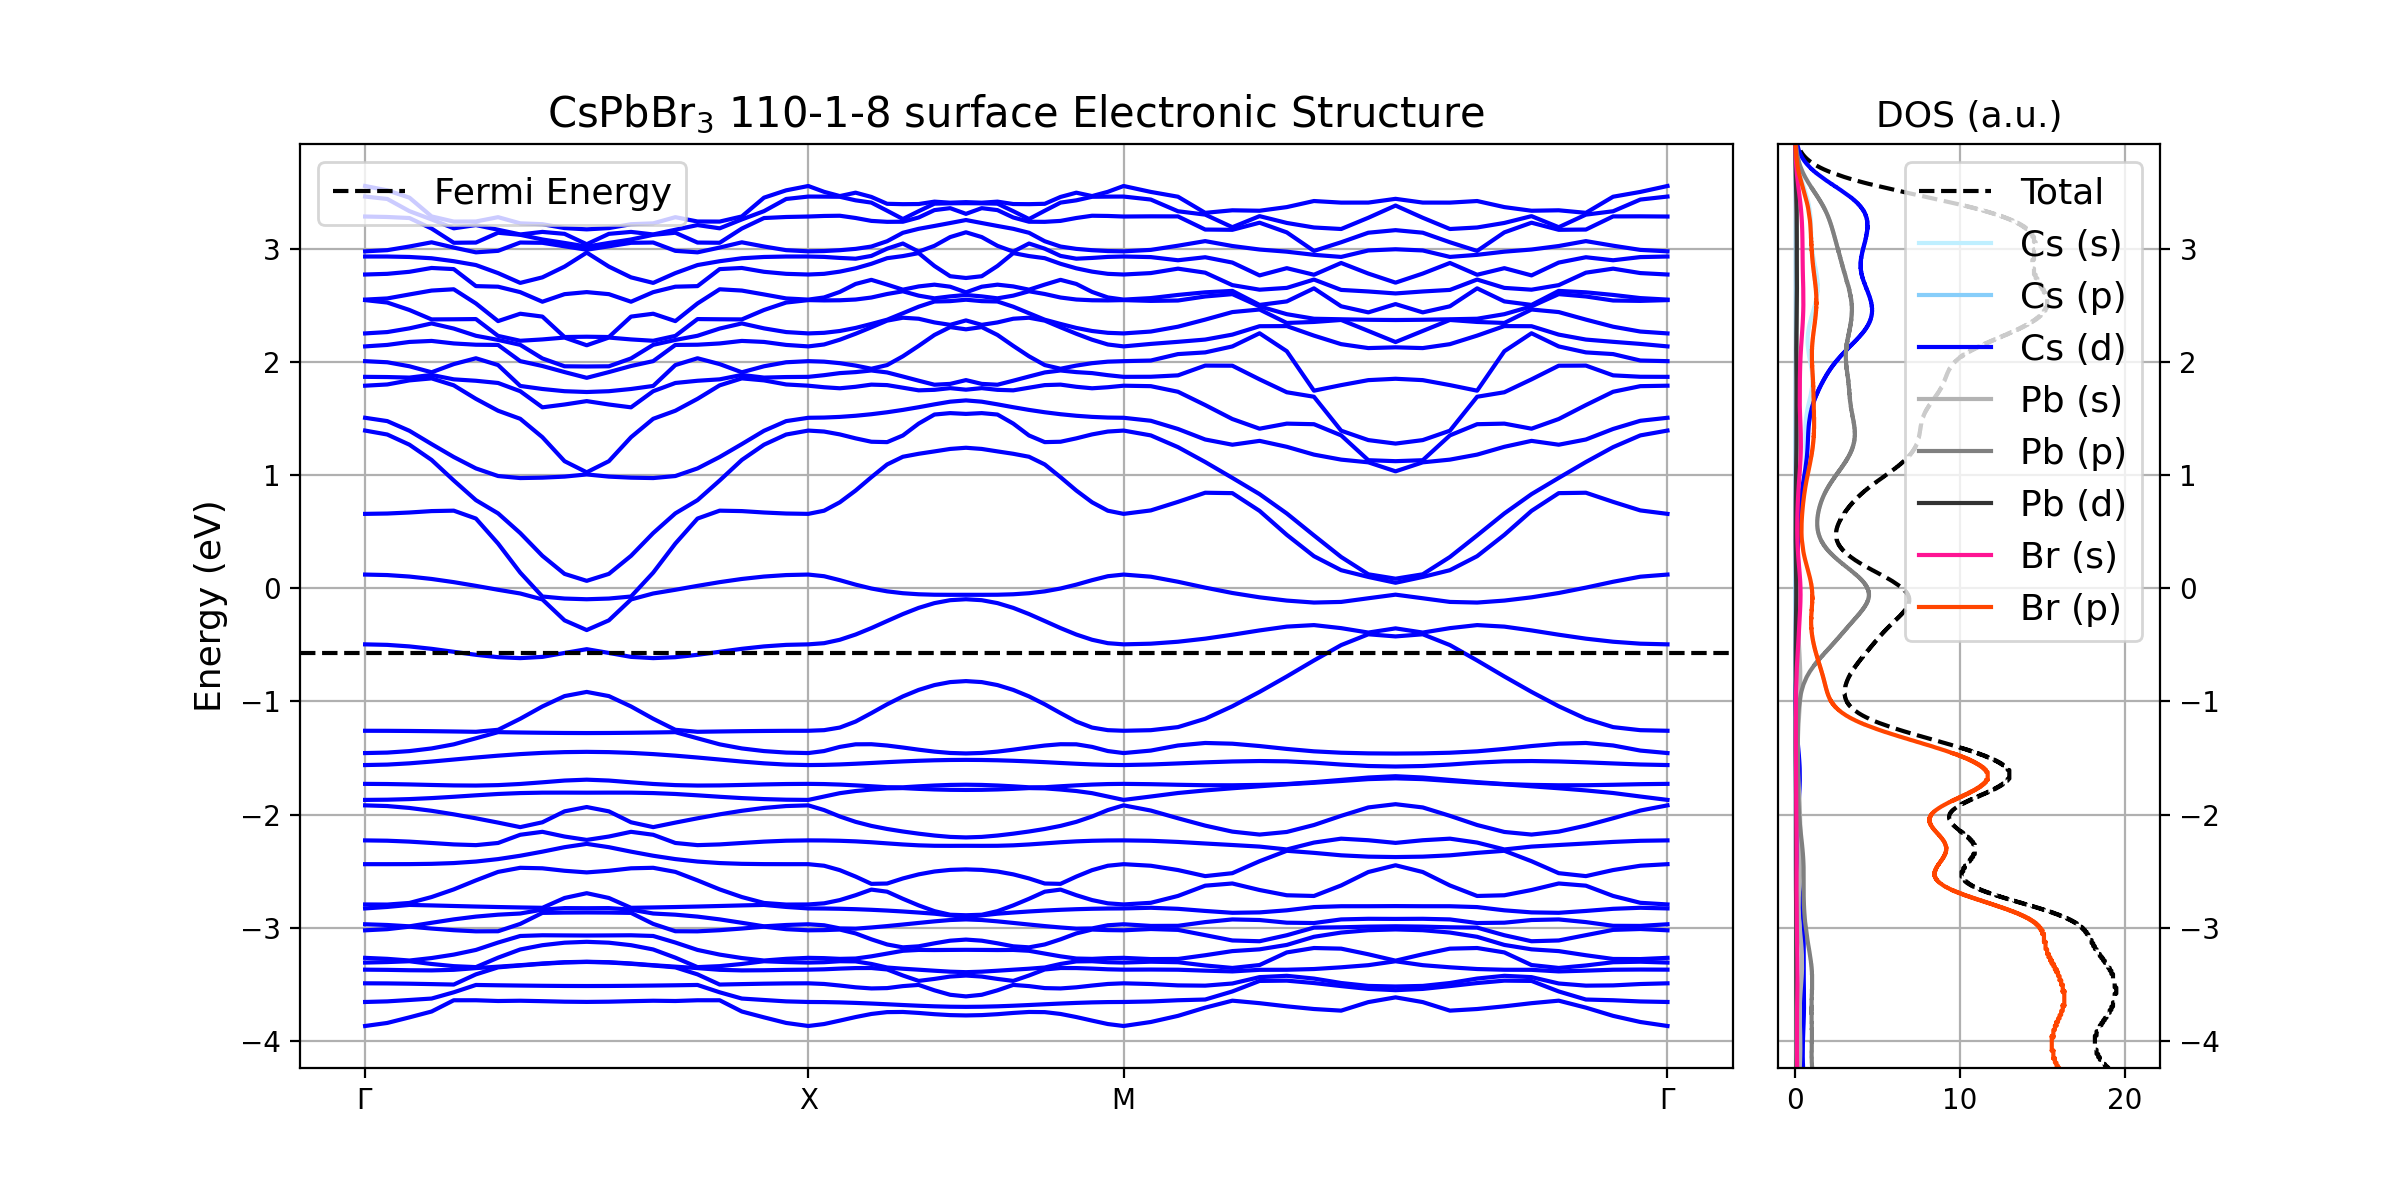 CsPbBr₃ 110-1-8 surface Electronic Structure
DOS (a.u.)
Fermi Energy
Energy (eV)
3
2
1
0
−1
−2
−3
−4
Γ
X
M
Γ
Total
Cs (s)
Cs (p)
Cs (d)
Pb (s)
Pb (p)
Pb (d)
Br (s)
Br (p)
3
2
1
0
−1
−2
−3
−4
0
10
20